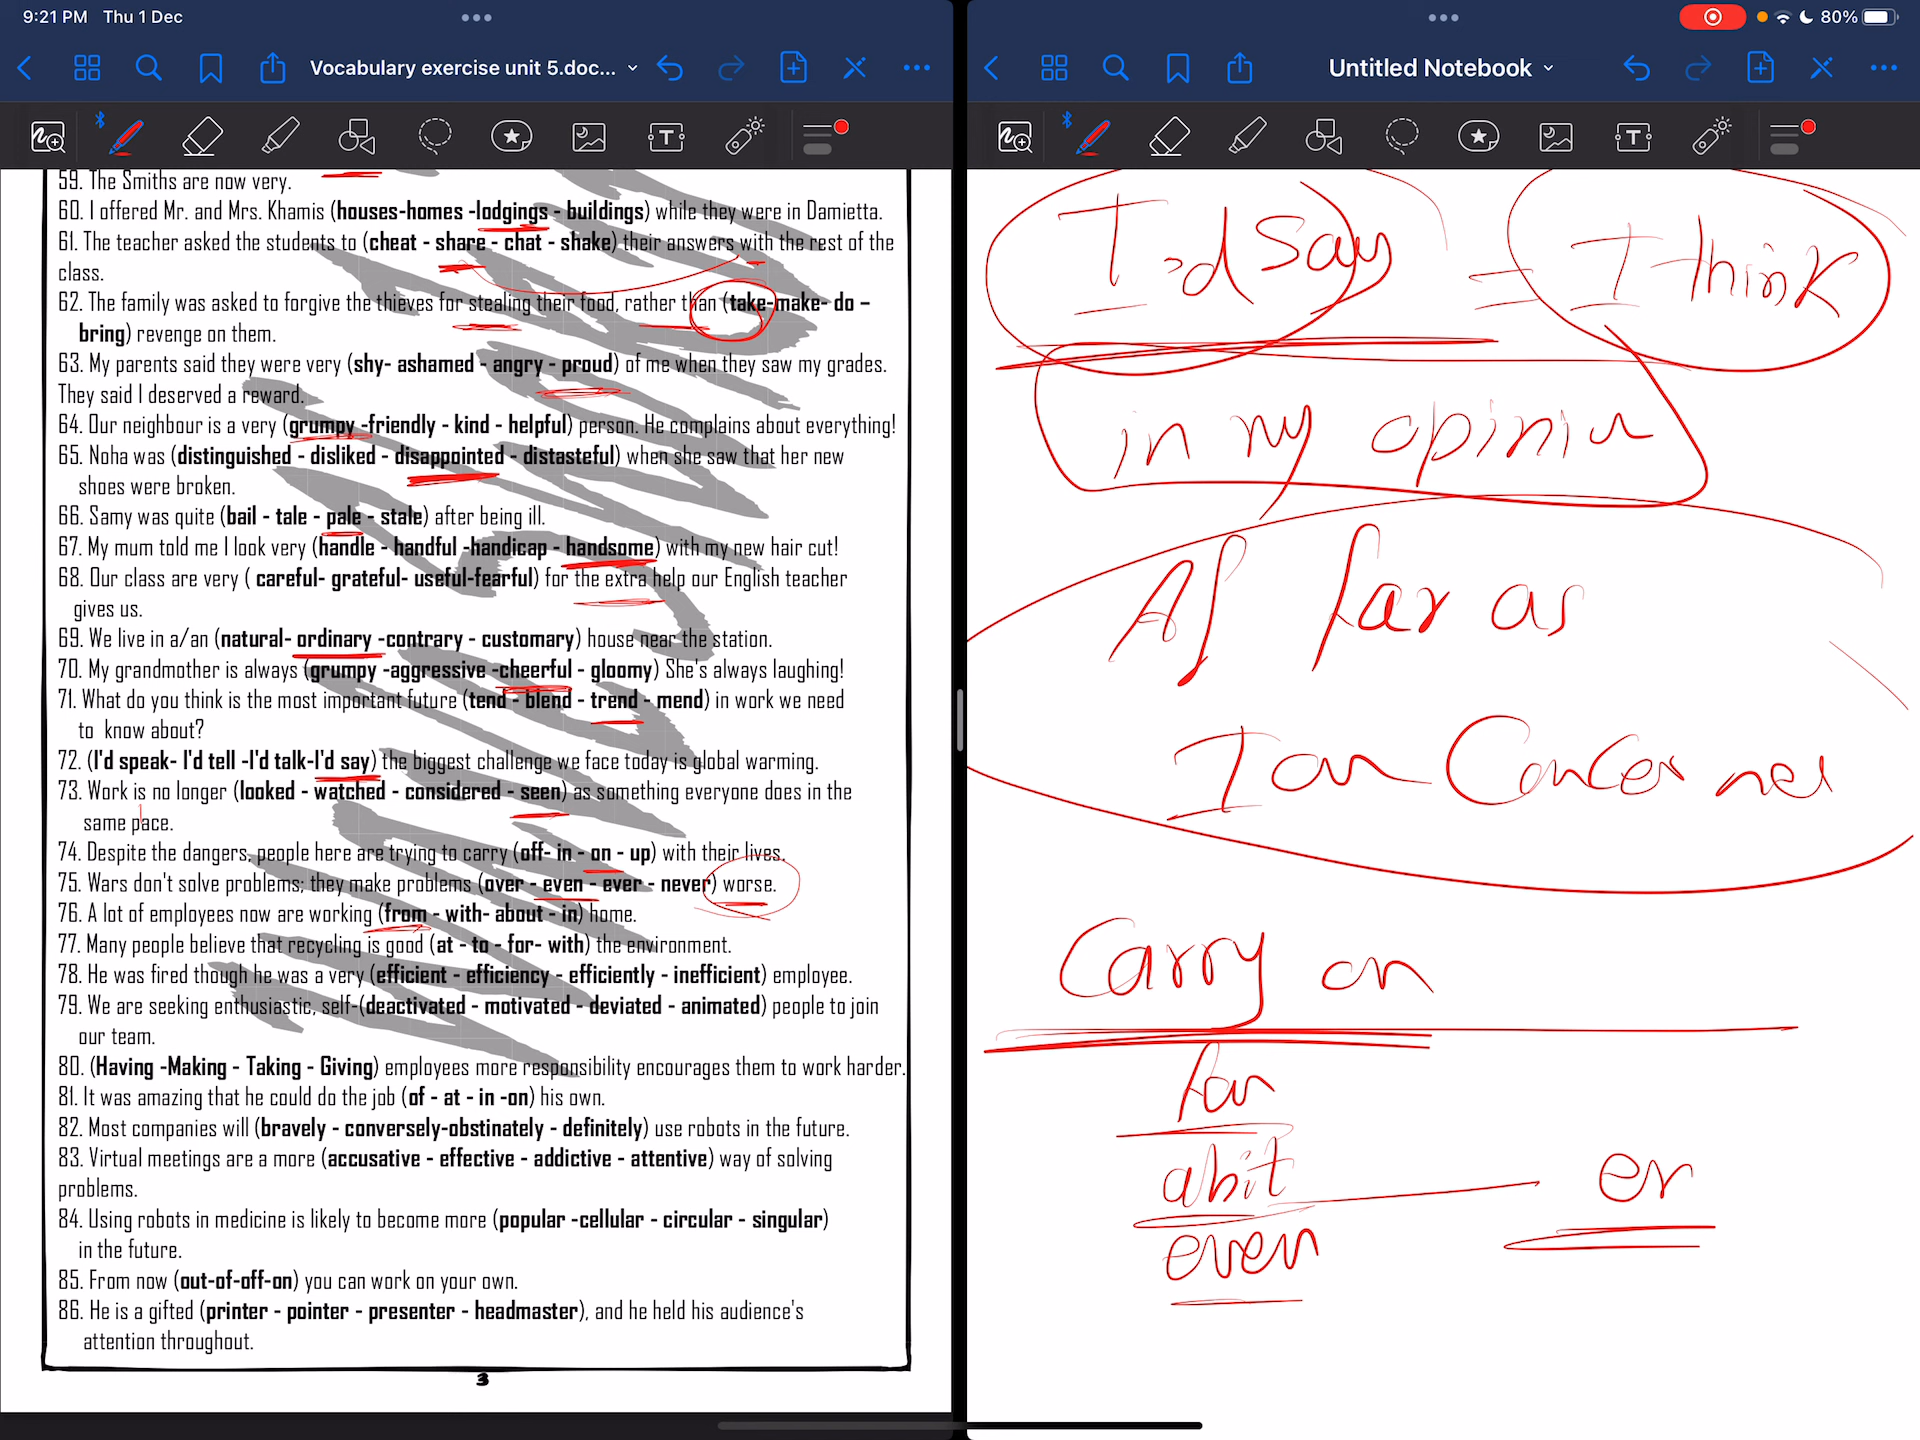 9:21 PM Thu 1 Dec
80%
Vocabulary exercise unit 5.doc...
Untitled Notebook
59. The Smiths are now very.
60. I offered Mr. and Mrs. Khamis (houses-homes -lodgings - buildings) while they were in Damietta.
61. The teacher asked the students to (cheat - share - chat - shake) their answers with the rest of the
class.
62. The family was asked to forgive the thieves for stealing their food, rather than (take-make- do –
bring) revenge on them.
63. My parents said they were very (shy- ashamed - angry - proud) of me when they saw my grades.
They said I deserved a reward.
64. Our neighbour is a very (grumpy -friendly - kind - helpful) person. He complains about everything!
65. Noha was (distinguished - disliked - disappointed - distasteful) when she saw that her new
shoes were broken.
66. Samy was quite (bail - tale - pale - stale) after being ill.
67. My mum told me I look very (handle - handful -handicap - handsome) with my new hair cut!
68. Our class are very ( careful- grateful- useful-fearful) for the extra help our English teacher
gives us.
69. We live in a/an (natural- ordinary -contrary - customary) house near the station.
70. My grandmother is always (grumpy -aggressive -cheerful - gloomy) She's always laughing!
71. What do you think is the most important future (tend - blend - trend - mend) in work we need
to know about?
72. (I'd speak- I'd tell -I'd talk-I'd say) the biggest challenge we face today is global warming.
73. Work is no longer (looked - watched - considered - seen) as something everyone does in the
same pace.
74. Despite the dangers, people here are trying to carry (off- in - on - up) with their lives.
75. Wars don't solve problems; they make problems (over - even - ever - never) worse.
76. A lot of employees now are working (from - with- about - in) home.
77. Many people believe that recycling is good (at - to - for- with) the environment.
78. He was fired though he was a very (efficient - efficiency - efficiently - inefficient) employee.
79. We are seeking enthusiastic, self-(deactivated - motivated - deviated - animated) people to join
our team.
80. (Having -Making - Taking - Giving) employees more responsibility encourages them to work harder.
81. It was amazing that he could do the job (of - at - in -on) his own.
82. Most companies will (bravely - conversely-obstinately - definitely) use robots in the future.
83. Virtual meetings are a more (accusative - effective - addictive - attentive) way of solving
problems.
84. Using robots in medicine is likely to become more (popular -cellular - circular - singular)
in the future.
85. From now (out-of-off-on) you can work on your own.
86. He is a gifted (printer - pointer - presenter - headmaster), and he held his audience's
attention throughout.
3
I'd say = I think
in my opinion
As far as
I am
Carry on
far
abit er
even